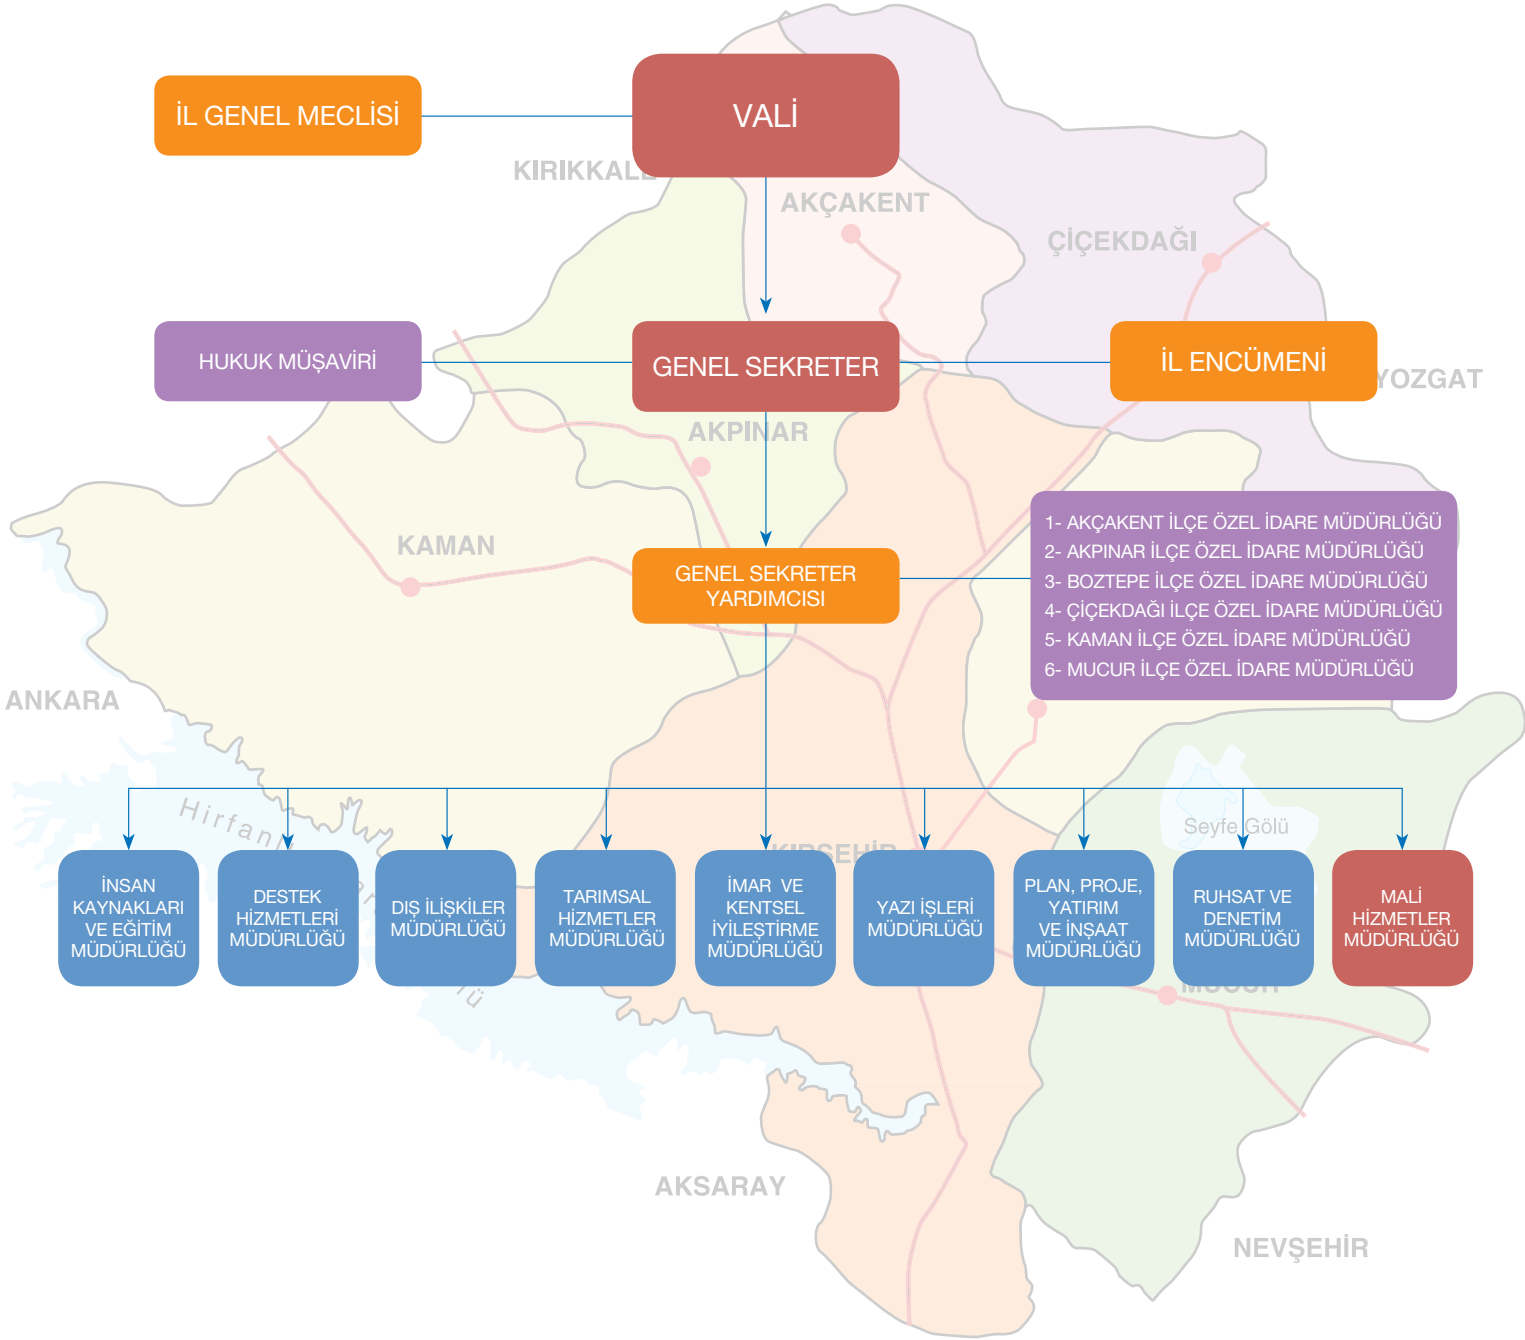 İL GENEL MECLİSİ
VALİ
KIRIKKALE
AKÇAKENT
ÇİÇEKDAĞI
HUKUK MÜŞAVİRİ
GENEL SEKRETER
İL ENCÜMENİ
YOZGAT
AKPINAR
KAMAN
GENEL SEKRETER
YARDIMCISI
1- AKÇAKENT İLÇE ÖZEL İDARE MÜDÜRLÜĞÜ
2- AKPINAR İLÇE ÖZEL İDARE MÜDÜRLÜĞÜ
3- BOZTEPE İLÇE ÖZEL İDARE MÜDÜRLÜĞÜ
4- ÇİÇEKDAĞI İLÇE ÖZEL İDARE MÜDÜRLÜĞÜ
5- KAMAN İLÇE ÖZEL İDARE MÜDÜRLÜĞÜ
6- MUCUR İLÇE ÖZEL İDARE MÜDÜRLÜĞÜ
ANKARA
Seyfe Gölü
KIRŞEHİR
İNSAN
KAYNAKLARI
VE EĞİTİM
MÜDÜRLÜĞÜ
DESTEK
HİZMETLERİ
MÜDÜRLÜĞÜ
DIŞ İLİŞKİLER
MÜDÜRLÜĞÜ
TARIMSAL
HİZMETLER
MÜDÜRLÜĞÜ
İMAR VE
KENTSEL
İYİLEŞTİRME
MÜDÜRLÜĞÜ
YAZI İŞLERİ
MÜDÜRLÜĞÜ
PLAN, PROJE,
YATIRIM
VE İNŞAAT
MÜDÜRLÜĞÜ
RUHSAT VE
DENETİM
MÜDÜRLÜĞÜ
MALİ
HİZMETLER
MÜDÜRLÜĞÜ
MUCUR
AKSARAY
NEVŞEHİR